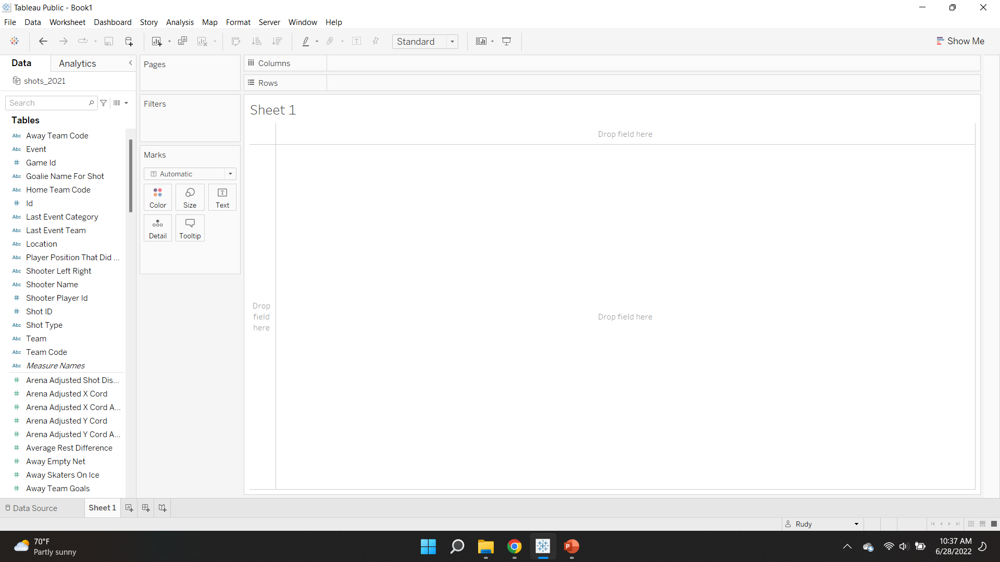 Tableau Public - Book1
File Data Worksheet Dashboard Story Analysis Map Format Server Window Help
Standard
Show Me
Data Analytics
shots_2021
Search
Tables
Abc Away Team Code
Abc Event
# Game Id
Abc Goalie Name For Shot
Abc Home Team Code
# Id
Abc Last Event Category
Abc Last Event Team
Abc Location
Abc Player Position That Did ...
Abc Shooter Left Right
Abc Shooter Name
# Shooter Player Id
# Shot ID
Abc Shot Type
Abc Team
Abc Team Code
Abc Measure Names
# Arena Adjusted Shot Dis...
# Arena Adjusted X Cord
# Arena Adjusted X Cord A...
# Arena Adjusted Y Cord
# Arena Adjusted Y Cord A...
# Average Rest Difference
# Away Empty Net
# Away Skaters On Ice
# Away Team Goals
Pages
Filters
Marks
T Automatic
Color Size Text
Detail Tooltip
Columns
Rows
Sheet 1
Drop field here
Drop
field
here
Drop field here
Data Source Sheet 1
Rudy
70°F
Partly sunny
10:37 AM
6/28/2022